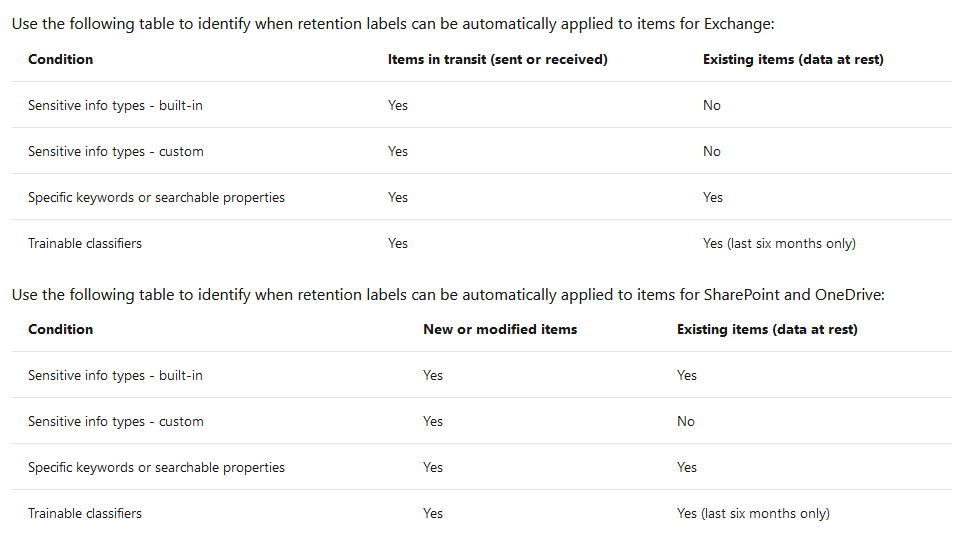 Use the following table to identify when retention labels can be automatically applied to items for Exchange:
Condition Items in transit (sent or received) Existing items (data at rest)
Sensitive info types - built-in Yes No
Sensitive info types - custom Yes No
Specific keywords or searchable properties Yes Yes
Trainable classifiers Yes Yes (last six months only)
Use the following table to identify when retention labels can be automatically applied to items for SharePoint and OneDrive:
Condition New or modified items Existing items (data at rest)
Sensitive info types - built-in Yes Yes
Sensitive info types - custom Yes No
Specific keywords or searchable properties Yes Yes
Trainable classifiers Yes Yes (last six months only)